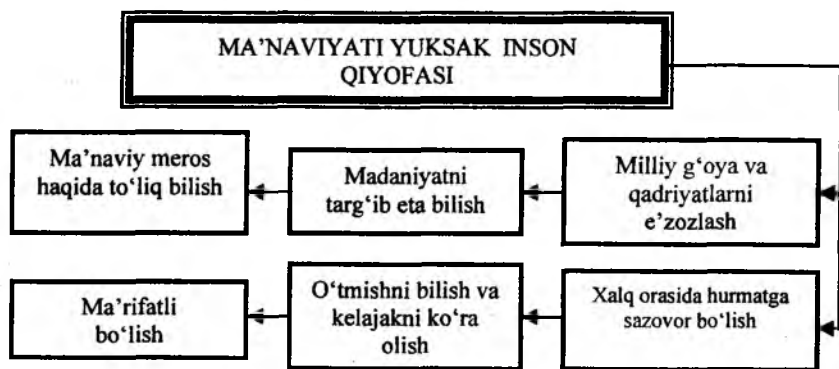 MA’NAVIYATI YUKSAK INSON
QIYOFASI
Ma’naviy meros
haqida to‘liq bilish
Madaniyatni
targ‘ib eta bilish
Milliy g‘oya va
qadriyatlarni
e’zozlash
Ma’rifatli
bo‘lish
O‘tmishni bilish va
kelajakni ko‘ra
olish
Xalq orasida hurmatga
sazovor bo‘lish